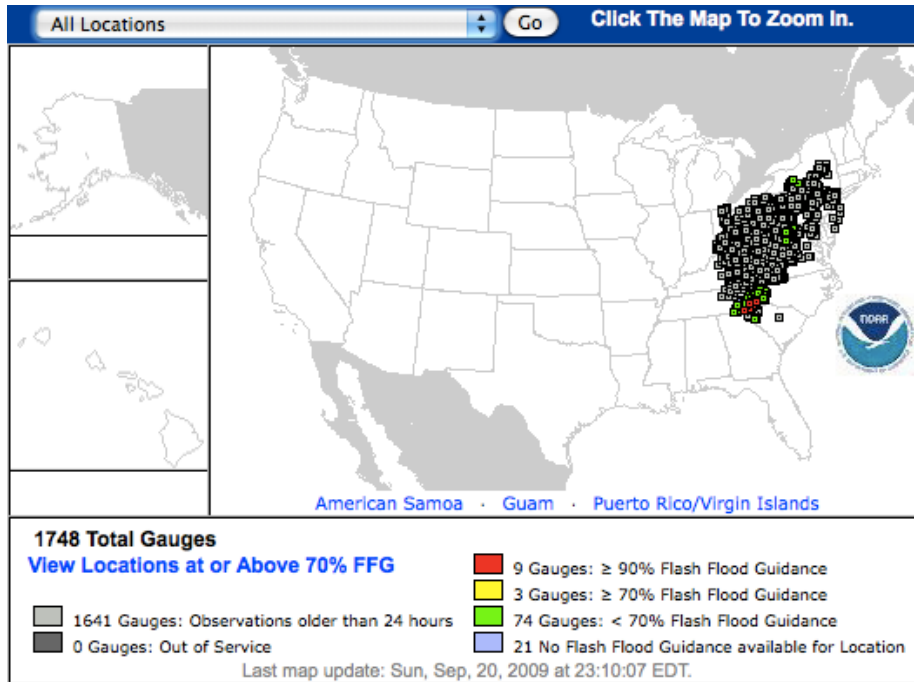 All Locations Go Click The Map To Zoom In.
NOAA
American Samoa · Guam · Puerto Rico/Virgin Islands
1748 Total Gauges
View Locations at or Above 70% FFG
9 Gauges: ≥ 90% Flash Flood Guidance
3 Gauges: ≥ 70% Flash Flood Guidance
1641 Gauges: Observations older than 24 hours 74 Gauges: < 70% Flash Flood Guidance
0 Gauges: Out of Service 21 No Flash Flood Guidance available for Location
Last map update: Sun, Sep, 20, 2009 at 23:10:07 EDT.